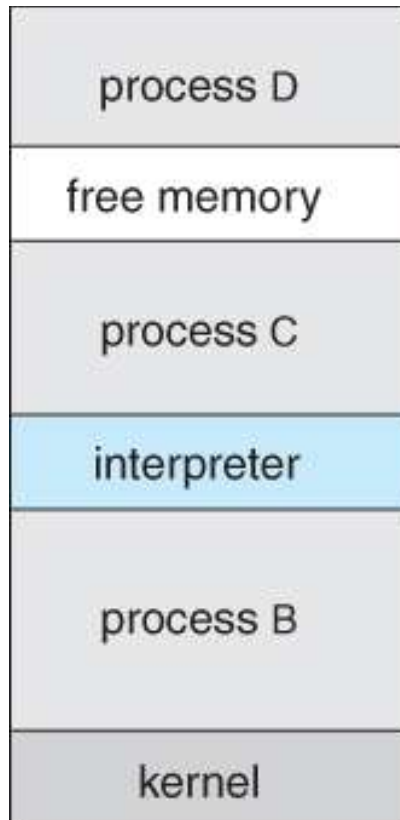 process D
free memory
process C
interpreter
process B
kernel